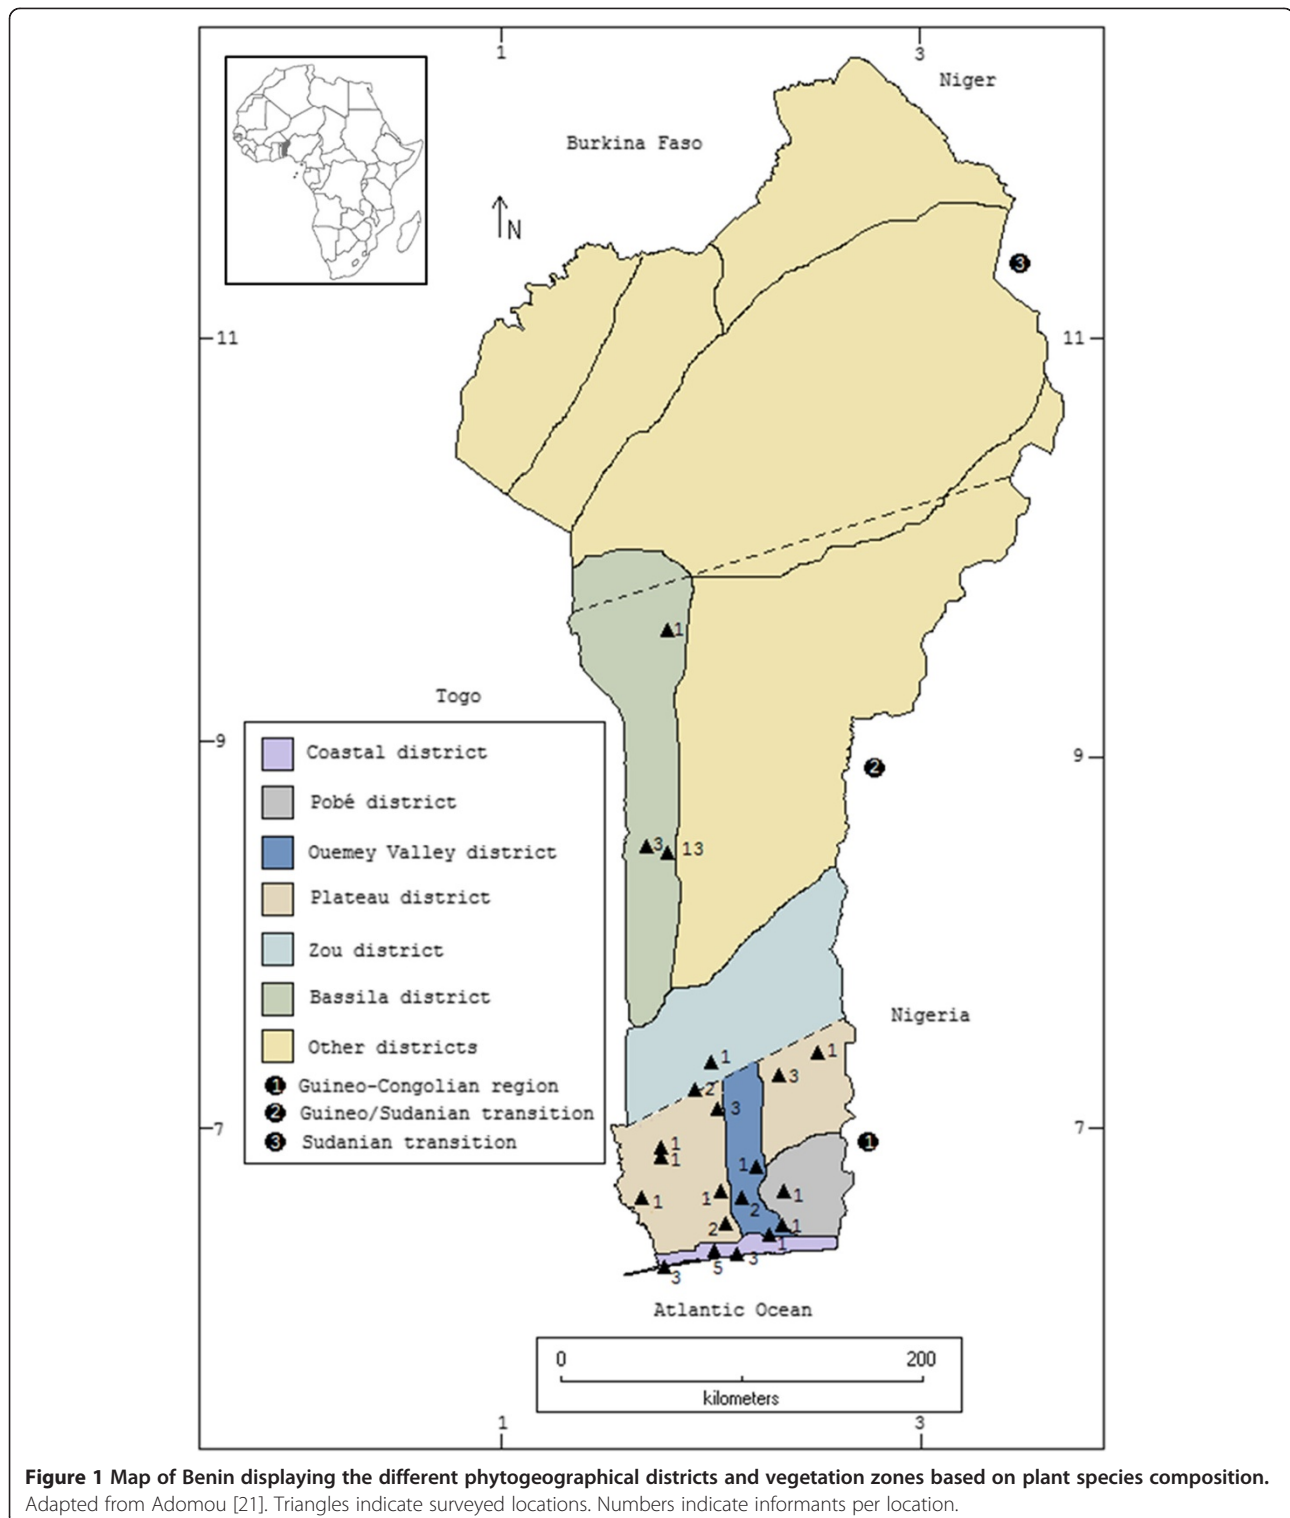 1
3
Niger
Burkina Faso
N
3
11
11
1
Togo
9
9
2
Coastal district
Pobé district
Ouemey Valley district
Plateau district
Zou district
Bassila district
Other districts
1 Guineo-Congolian region
2 Guineo/Sudanian transition
3 Sudanian transition
3
13
Nigeria
1
1
2
3
3
7
7
1
1
1
1
1
1
1
2
1
2
1
1
3
5
3
Atlantic Ocean
0
200
kilometers
1
3
Figure 1 Map of Benin displaying the different phytogeographical districts and vegetation zones based on plant species composition.
Adapted from Adomou [21]. Triangles indicate surveyed locations. Numbers indicate informants per location.